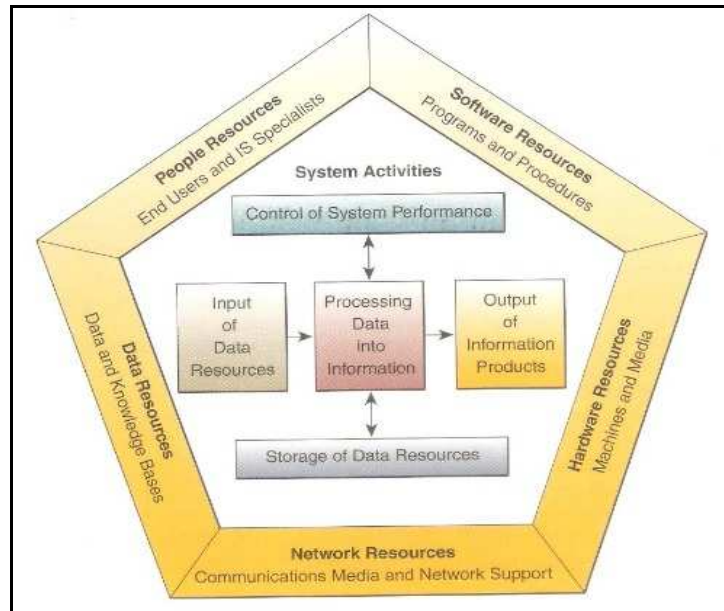 People Resources
End Users and IS Specialists
Software Resources
Programs and Procedures
System Activities
Control of System Performance
Input
of
Data
Resources
Processing
Data
into
Information
Output
of
Information
Products
Storage of Data Resources
Data Resources
Data and Knowledge Bases
Hardware Resources
Machines and Media
Network Resources
Communications Media and Network Support